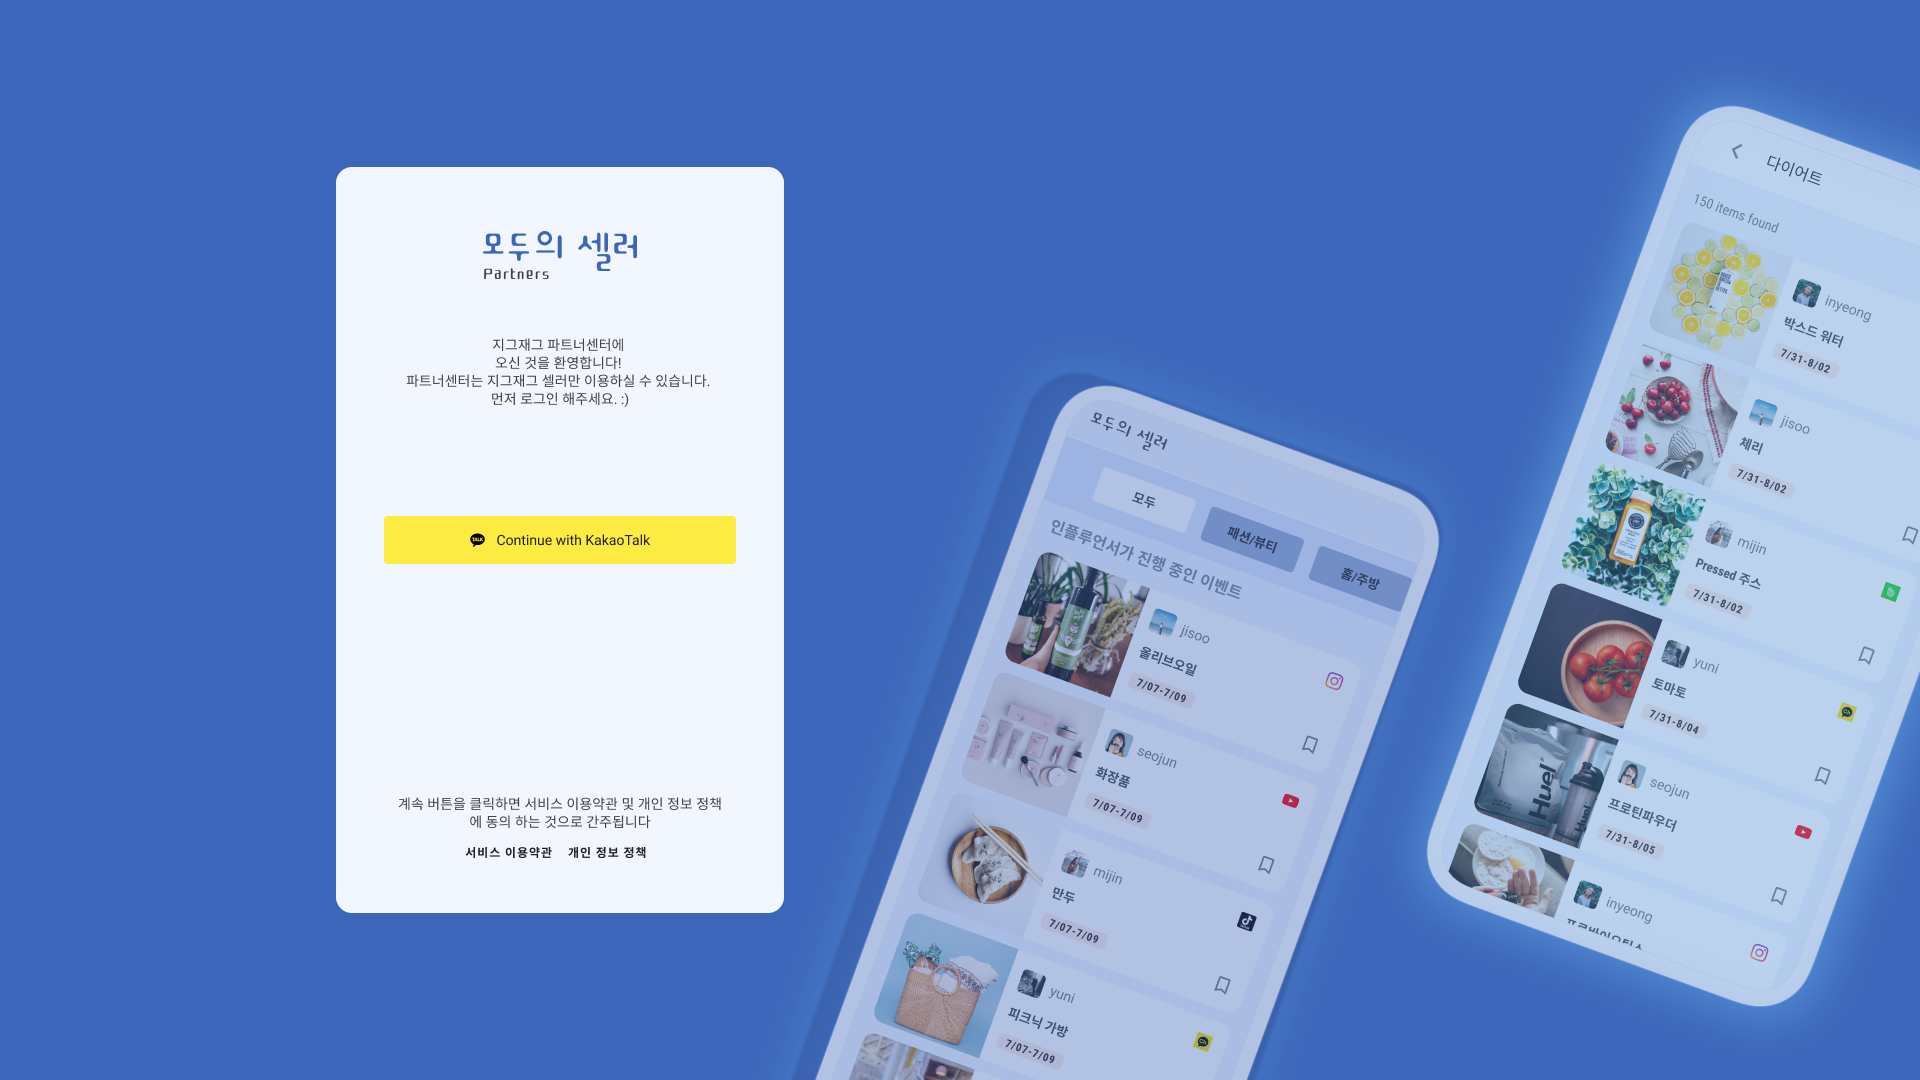 모두의 셀러
Partners
지그재그 파트너센터에
오신 것을 환영합니다!
파트너센터는 지그재그 셀러만 이용하실 수 있습니다.
먼저 로그인 해주세요. :)
TALK
Continue with KakaoTalk
계속 버튼을 클릭하면 서비스 이용약관 및 개인 정보 정책
에 동의 하는 것으로 간주됩니다
서비스 이용약관 개인 정보 정책
모두의 셀러
모두
패션/뷰티
홈/주방
인플루언서가 진행 중인 이벤트
jisoo
올리브오일
7/07-7/09
seojun
화장품
7/07-7/09
mijin
만두
7/07-7/09
yuni
피크닉 가방
7/07-7/09
다이어트
150 items found
inyeong
박스드 워터
7/31-8/02
jisoo
체리
7/31-8/02
mijin
Pressed 주스
7/31-8/02
yuni
토마토
7/31-8/04
Huel
Huel
seojun
프로틴파우더
7/31-8/05
inyeong